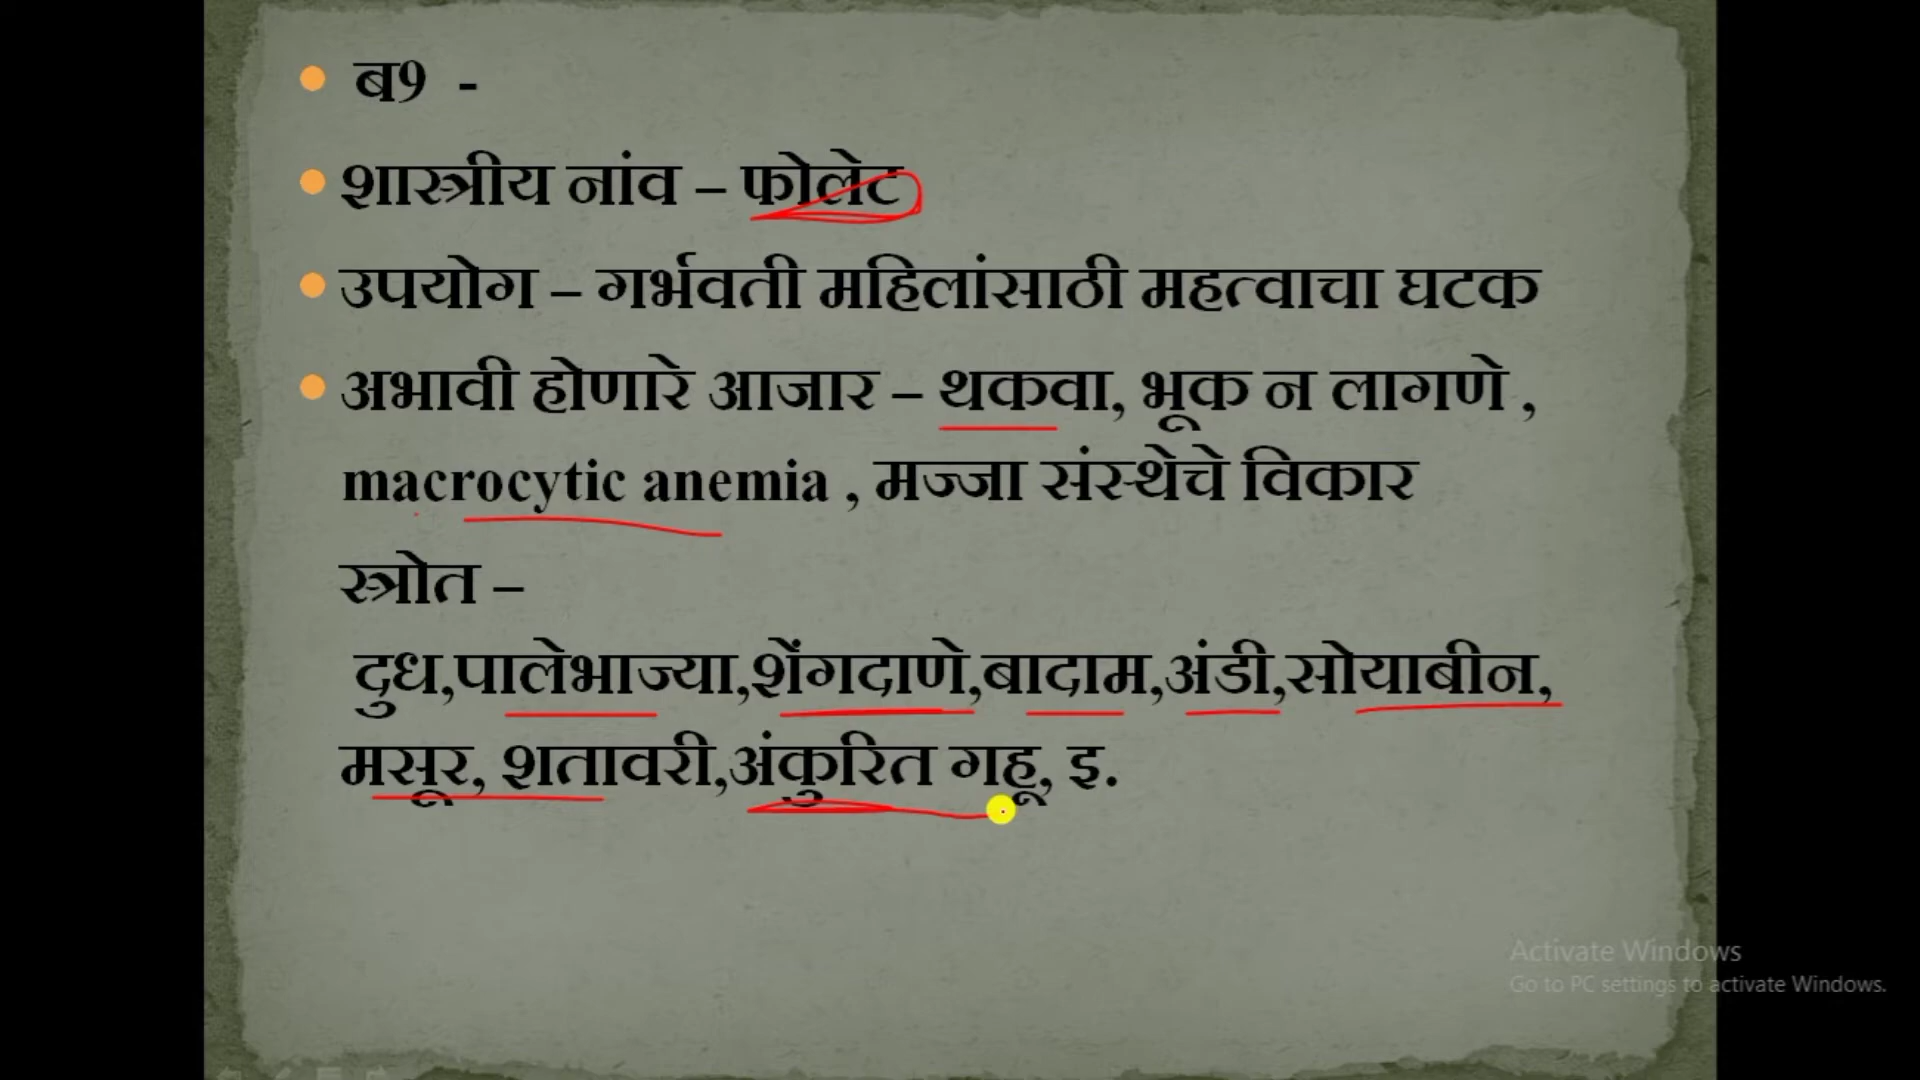 ब9 -
शास्त्रीय नांव – फोलेट
उपयोग – गर्भवती महिलांसाठी महत्वाचा घटक
अभावी होणारे आजार – थकवा, भूक न लागणे ,
macrocytic anemia , मज्जा संस्थेचे विकार
स्त्रोत –
दुध,पालेभाज्या,शेंगदाणे,बादाम,अंडी,सोयाबीन,
मसूर, शतावरी,अंकुरित गहू, इ.
Activate Windows
Go to PC settings to activate Windows.